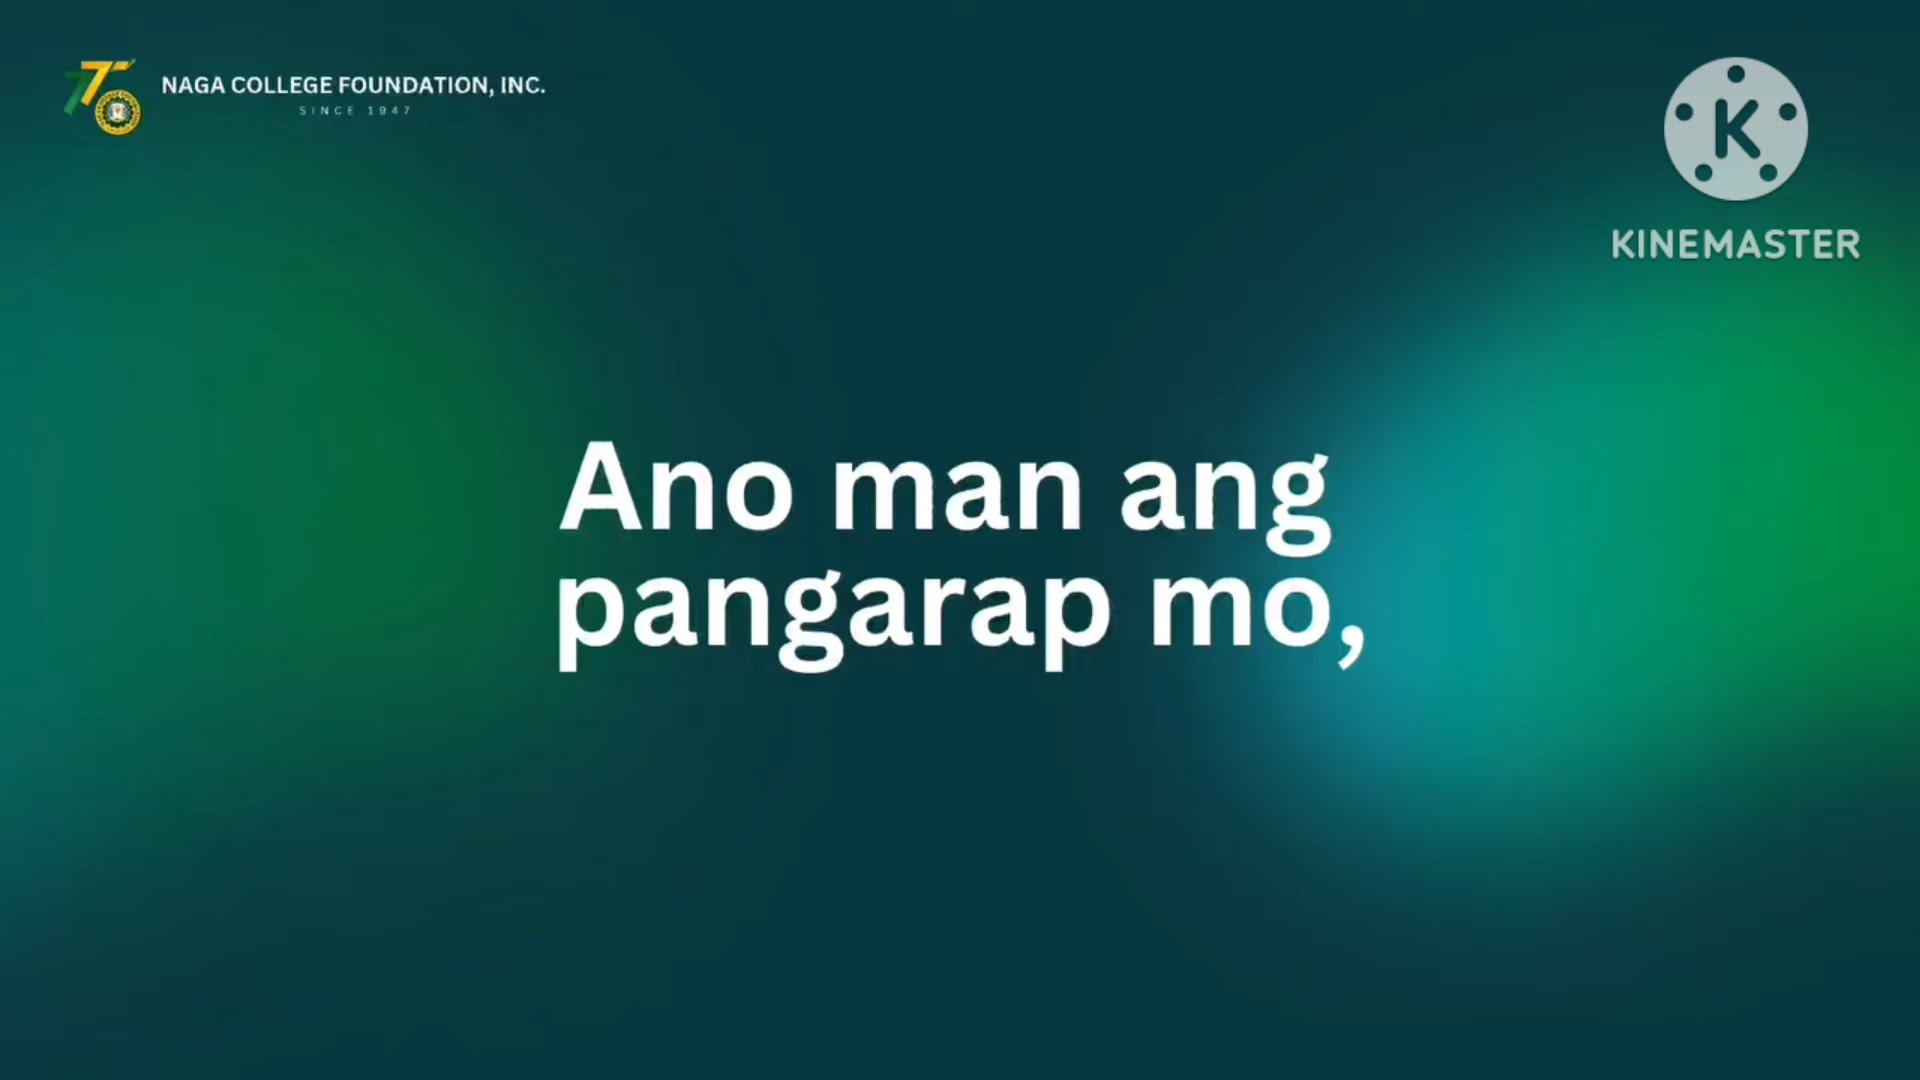 NAGA COLLEGE FOUNDATION, INC.
SINCE 1947
K
KINEMASTER
Ano man ang
pangarap mo,